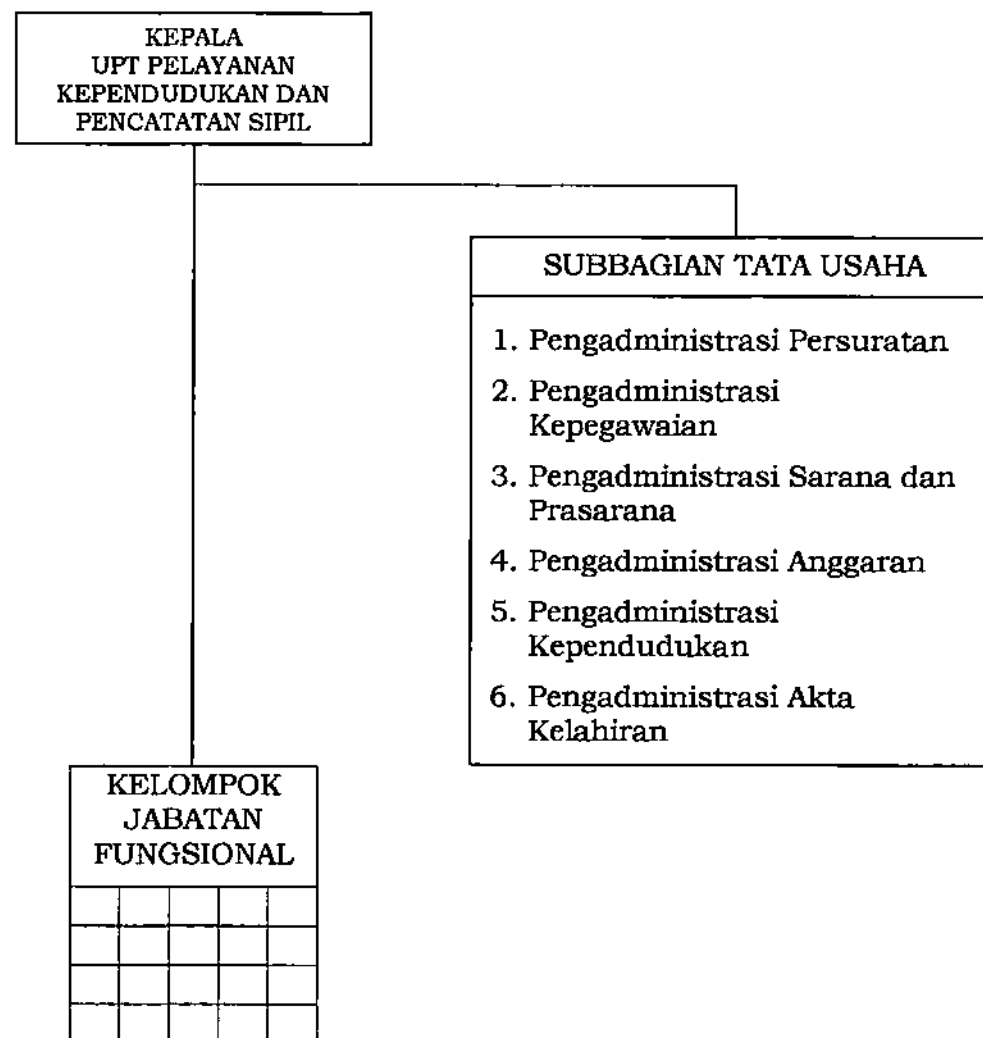 KEPALA
UPT PELAYANAN
KEPENDUDUKAN DAN
PENCATATAN SIPIL
SUBBAGIAN TATA USAHA
1. Pengadministrasi Persuratan
2. Pengadministrasi
Kepegawaian
3. Pengadministrasi Sarana dan
Prasarana
4. Pengadministrasi Anggaran
5. Pengadministrasi
Kependudukan
6. Pengadministrasi Akta
Kelahiran
KELOMPOK
JABATAN
FUNGSIONAL